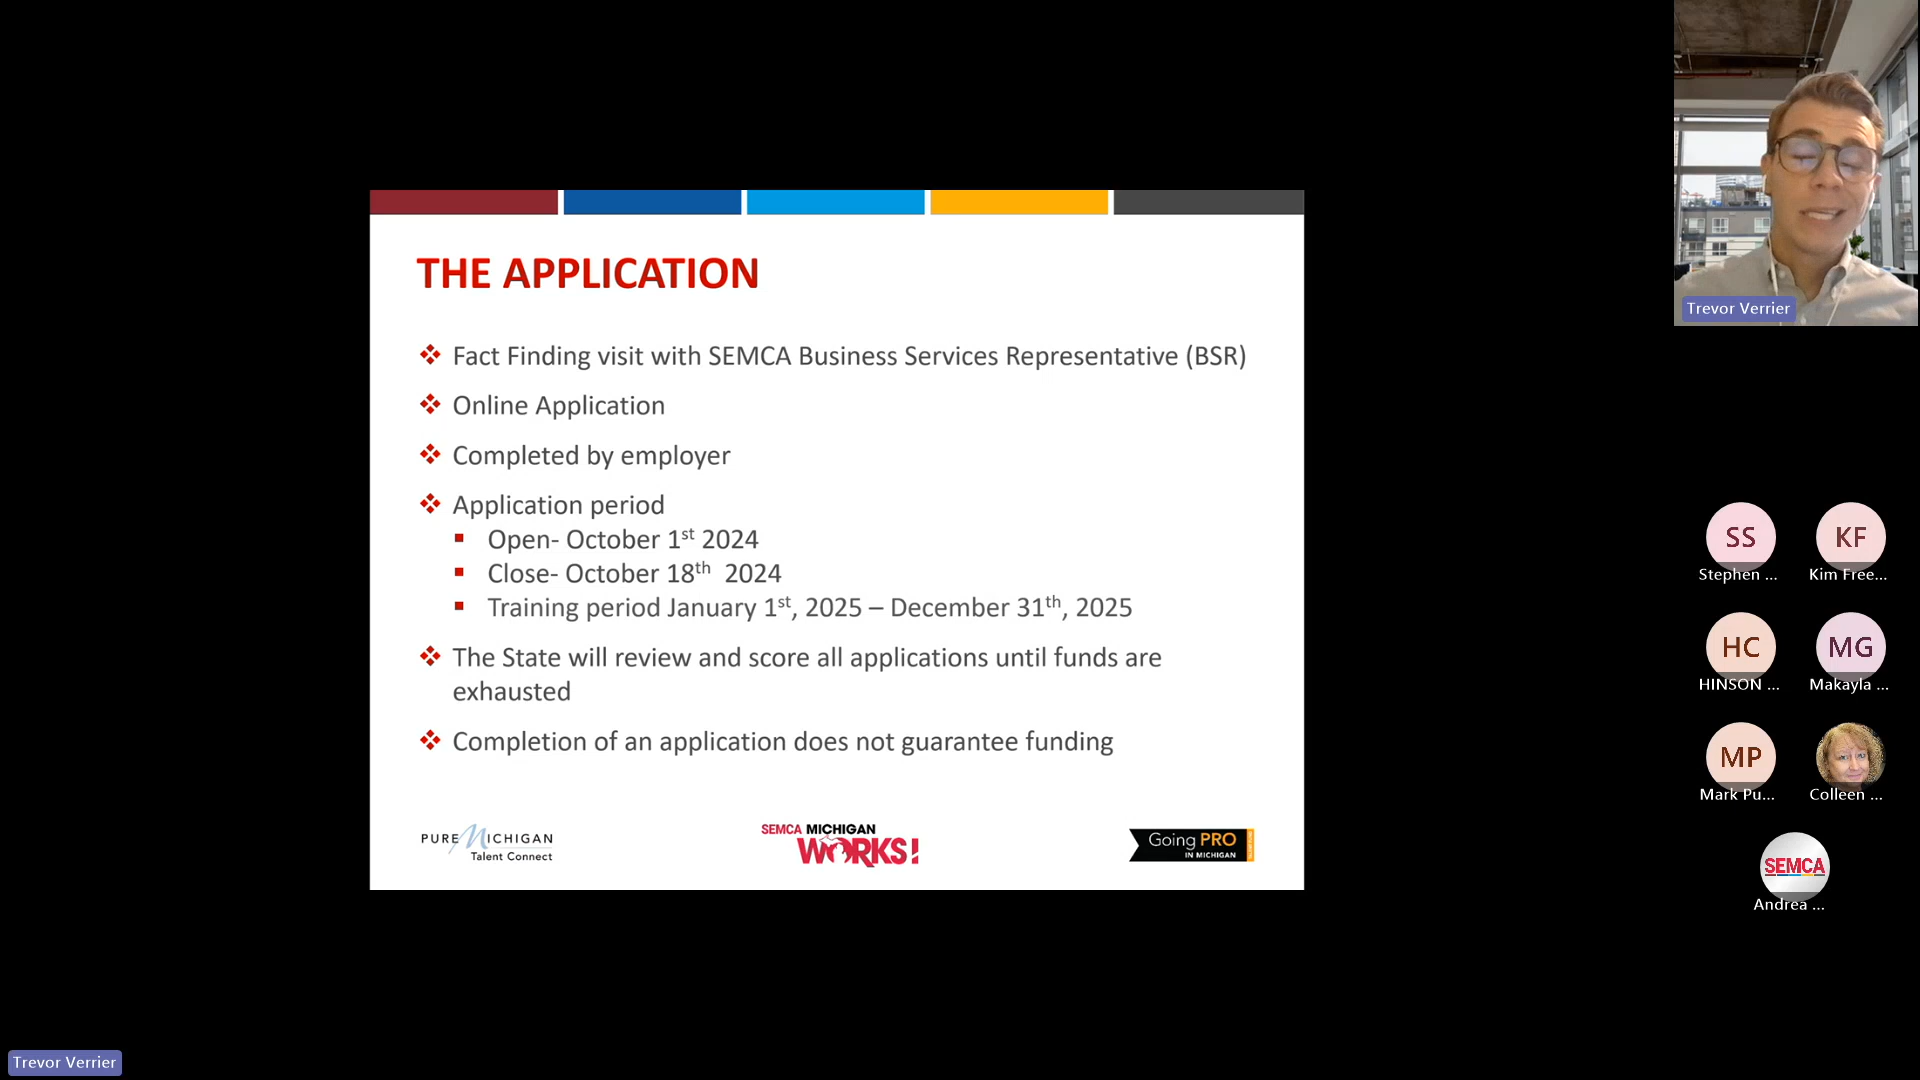 THE APPLICATION
Fact Finding visit with SEMCA Business Services Representative (BSR)
Online Application
Completed by employer
Application period
Open- October 1st 2024
Close- October 18th 2024
Training period January 1st, 2025 – December 31th, 2025
The State will review and score all applications until funds are
exhausted
Completion of an application does not guarantee funding
PURE MICHIGAN
Talent Connect
SEMCA MICHIGAN
WORKS!
Going PRO
IN MICHIGAN
Trevor Verrier
SS
KF
Stephen ...
Kim Free...
HC
MG
HINSON ...
Makayla ...
MP
Mark Pu...
Colleen ...
SEMCA
Andrea ...
Trevor Verrier